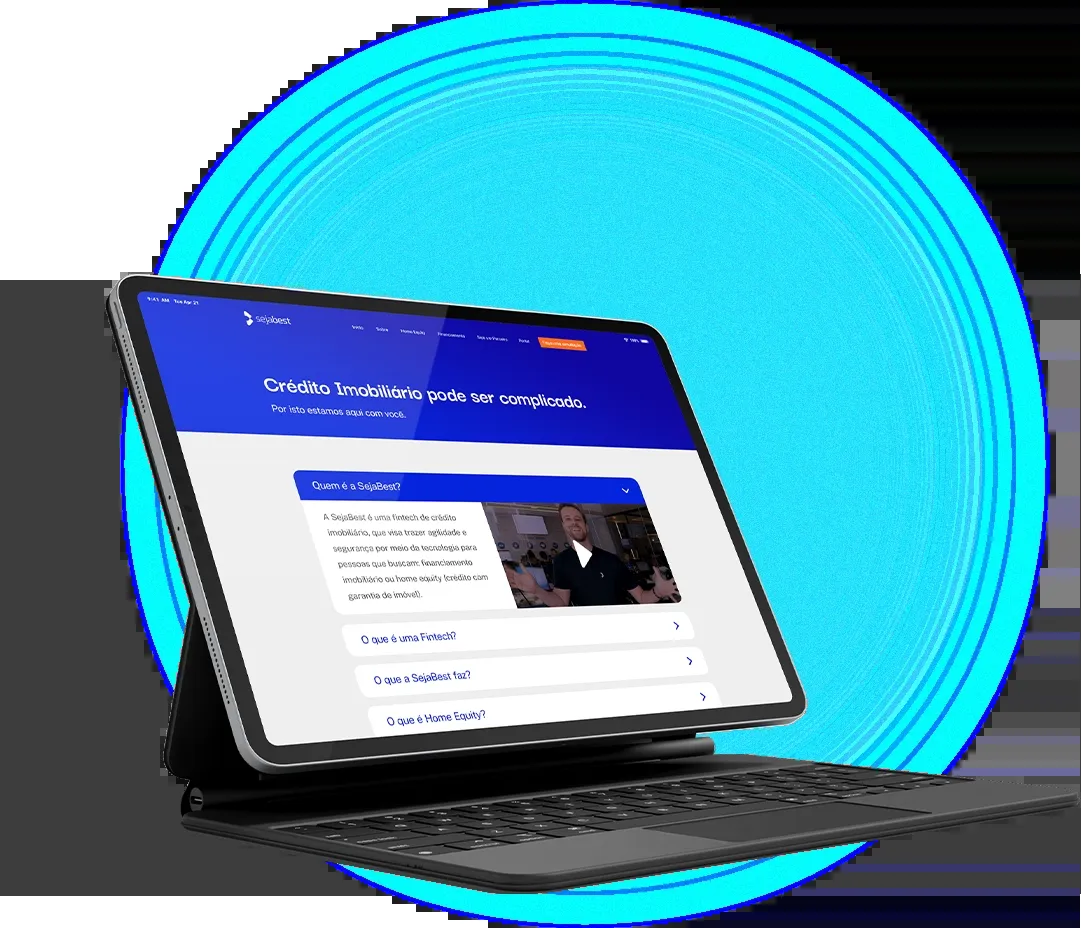 9:41 AM Tue Apr 21
100%
sejabest
Início Sobre Home Equity Financiamento Seja um Parceiro Portal
Crédito Imobiliário pode ser complicado.
Por isto estamos aqui com você.
Quem é a SejaBest?
A SejaBest é uma fintech de crédito
imobiliário, que visa trazer agilidade e
segurança por meio da tecnologia para
pessoas que buscam: financiamento
imobiliário ou home equity (crédito com
garantia de imóvel).
O que é uma Fintech?
O que a SejaBest faz?
O que é Home Equity?